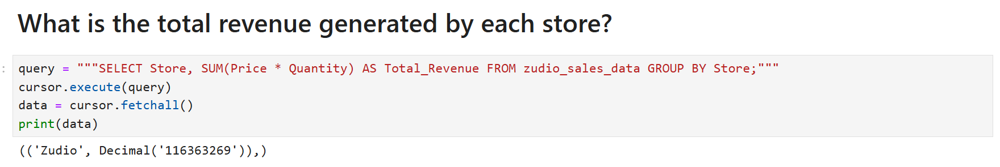 What is the total revenue generated by each store?
:
query = """SELECT Store, SUM(Price * Quantity) AS Total_Revenue FROM zudio_sales_data GROUP BY Store;"""
cursor.execute(query)
data = cursor.fetchall()
print(data)
(('Zudio', Decimal('116363269')),)